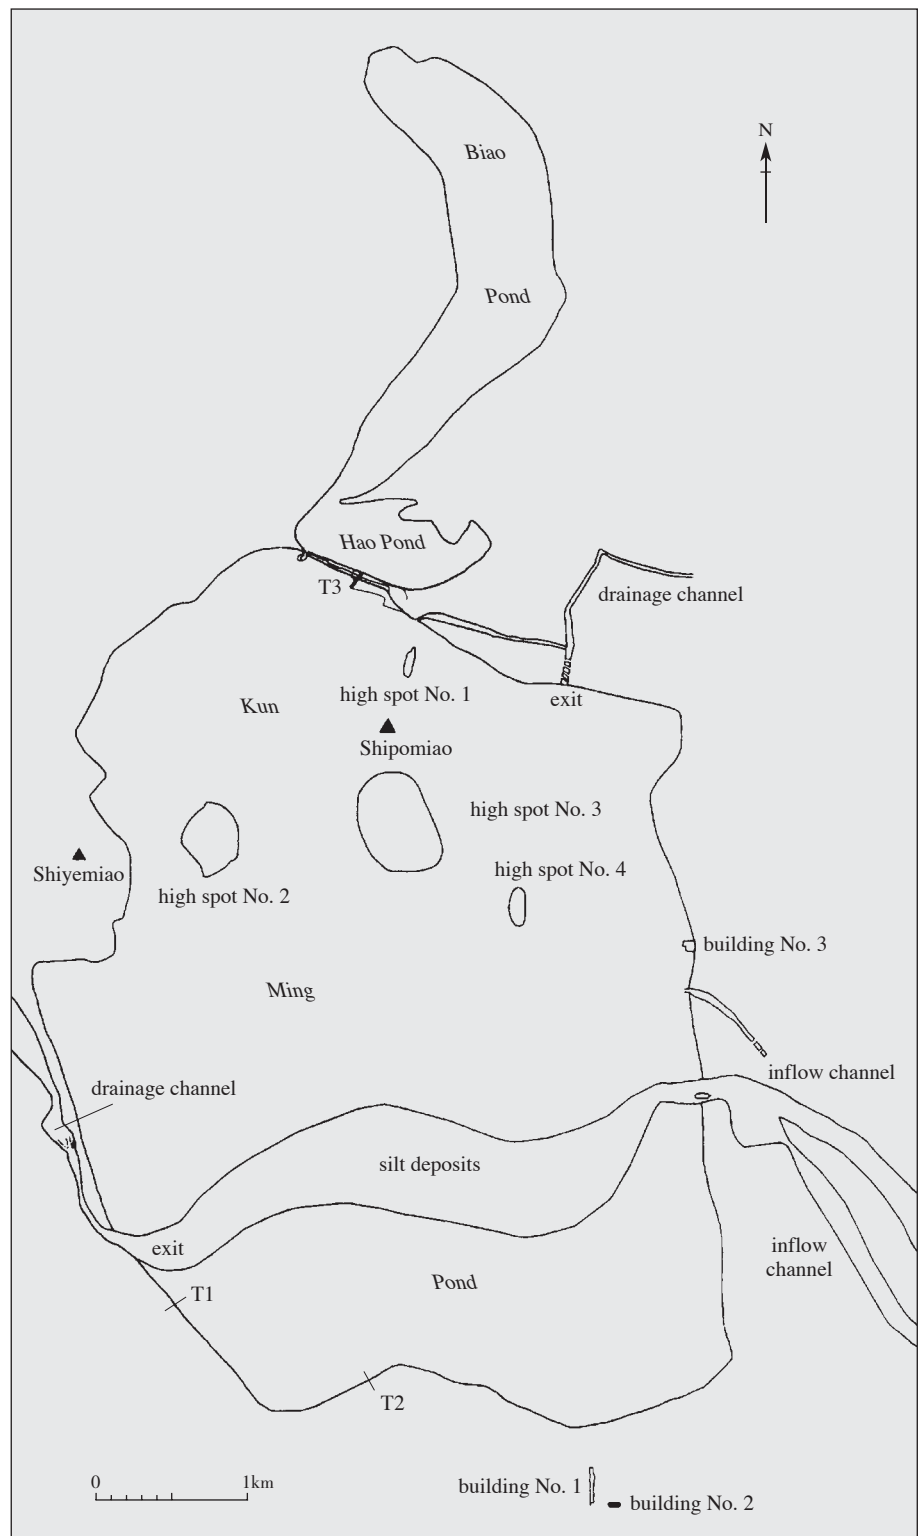 N
Biao
Pond
Hao Pond
T3
drainage channel
high spot No. 1
exit
Kun
Shipomiao
high spot No. 3
high spot No. 4
Shiyemiao
high spot No. 2
building No. 3
Ming
inflow channel
drainage channel
silt deposits
exit
inflow
channel
Pond
T1
T2
0 1km
building No. 1
building No. 2